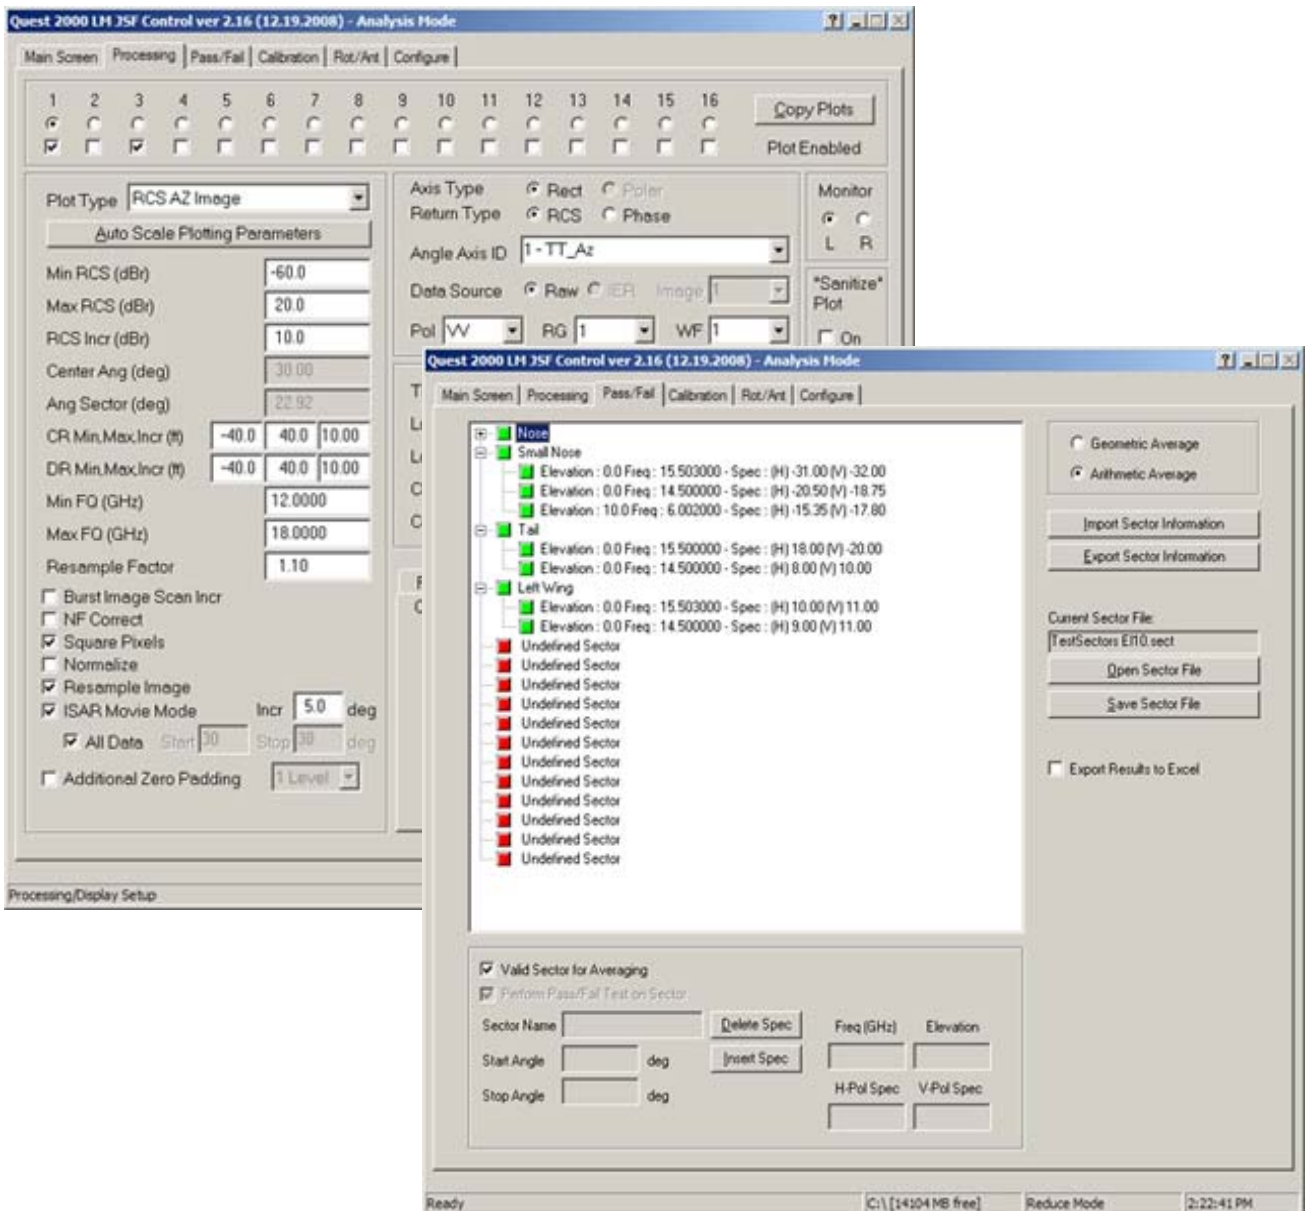 Quest 2000 LM JSF Control ver 2.16 (12.19.2008) - Analysis Mode
Main Screen Processing Pass/Fail Calibration Rot/Ant Configure
1 2 3 4 5 6 7 8 9 10 11 12 13 14 15 16
Copy Plots
Plot Enabled
Plot Type RCS AZ Image
Auto Scale Plotting Parameters
Min RCS (dBr) -60.0
Max RCS (dBr) 20.0
RCS Incr (dBr) 10.0
Center Ang (deg) 30.00
Ang Sector (deg) 22.92
CR Min,Max,Incr (ft) -40.0 40.0 10.00
DR Min,Max,Incr (ft) -40.0 40.0 10.00
Min FQ (GHz) 12.0000
Max FQ (GHz) 18.0000
Resample Factor 1.10
Burst Image Scan Incr
NF Correct
Square Pixels
Normalize
Resample Image
ISAR Movie Mode Incr 5.0 deg
All Data Start 30 Stop 30 deg
Additional Zero Padding 1 Level
Axis Type Rect Polar
Return Type RCS Phase
Angle Axis ID 1 - TT_Az
Data Source Raw IER Image 1
Pol VV RG 1 WF 1
Monitor
L R
"Sanitize"
Plot
On
Processing/Display Setup
Quest 2000 LM JSF Control ver 2.16 (12.19.2008) - Analysis Mode
Main Screen Processing Pass/Fail Calibration Rot/Ant Configure
Nose
Small Nose
Elevation : 0.0 Freq : 15.503000 - Spec : (H) -31.00 (V) -32.00
Elevation : 0.0 Freq : 14.500000 - Spec : (H) -20.50 (V) -18.75
Elevation : 10.0 Freq : 6.002000 - Spec : (H) -15.35 (V) -17.80
Tail
Elevation : 0.0 Freq : 15.500000 - Spec : (H) 18.00 (V) -20.00
Elevation : 0.0 Freq : 14.500000 - Spec : (H) 8.00 (V) 10.00
Left Wing
Elevation : 0.0 Freq : 15.503000 - Spec : (H) 10.00 (V) 11.00
Elevation : 0.0 Freq : 14.500000 - Spec : (H) 9.00 (V) 11.00
Undefined Sector
Undefined Sector
Undefined Sector
Undefined Sector
Undefined Sector
Undefined Sector
Undefined Sector
Undefined Sector
Undefined Sector
Undefined Sector
Undefined Sector
Undefined Sector
Geometric Average
Arithmetic Average
Import Sector Information
Export Sector Information
Current Sector File:
TestSectors El10.sect
Open Sector File
Save Sector File
Export Results to Excel
Valid Sector for Averaging
Perform Pass/Fail Test on Sector
Sector Name Delete Spec Freq (GHz) Elevation
Start Angle deg Insert Spec
Stop Angle deg H-Pol Spec V-Pol Spec
Ready C:\ [14104 MB free] Reduce Mode 2:22:41 PM